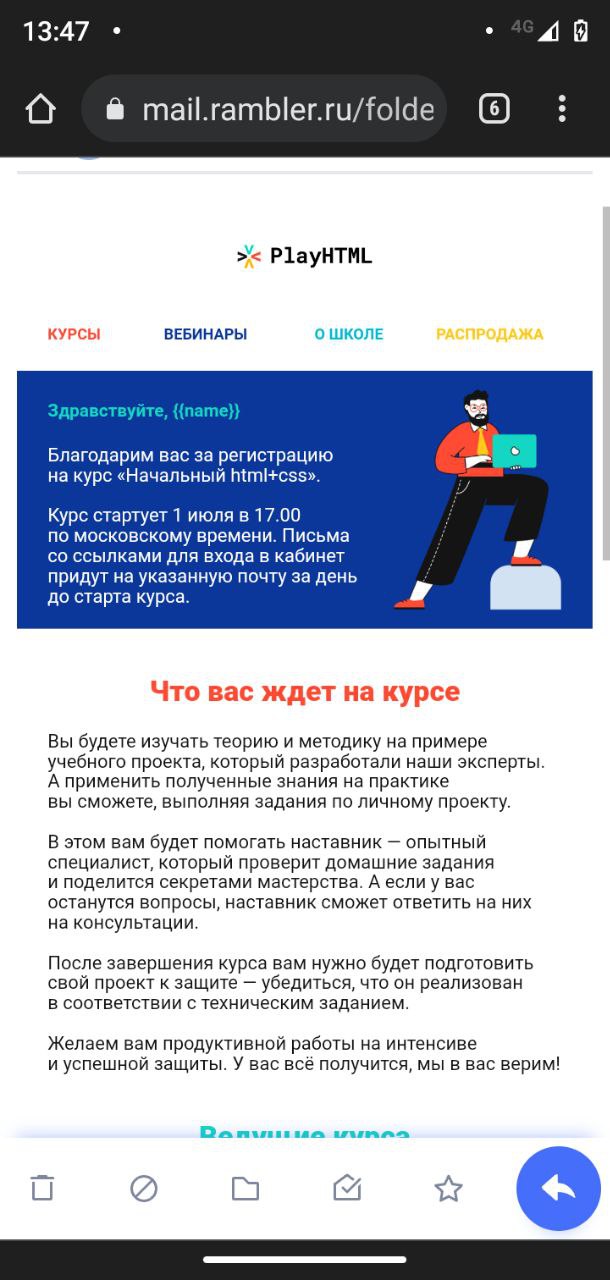 13:47
4G
mail.rambler.ru/folde
6
PlayHTML
КУРСЫ
ВЕБИНАРЫ
О ШКОЛЕ
РАСПРОДАЖА
Здравствуйте, {{name}}
Благодарим вас за регистрацию
на курс «Начальный html+css».
Курс стартует 1 июля в 17.00
по московскому времени. Письма
со ссылками для входа в кабинет
придут на указанную почту за день
до старта курса.
Что вас ждет на курсе
Вы будете изучать теорию и методику на примере
учебного проекта, который разработали наши эксперты.
А применить полученные знания на практике
вы сможете, выполняя задания по личному проекту.
В этом вам будет помогать наставник — опытный
специалист, который проверит домашние задания
и поделится секретами мастерства. А если у вас
останутся вопросы, наставник сможет ответить на них
на консультации.
После завершения курса вам нужно будет подготовить
свой проект к защите — убедиться, что он реализован
в соответствии с техническим заданием.
Желаем вам продуктивной работы на интенсиве
и успешной защиты. У вас всё получится, мы в вас верим!
Ведущие курса